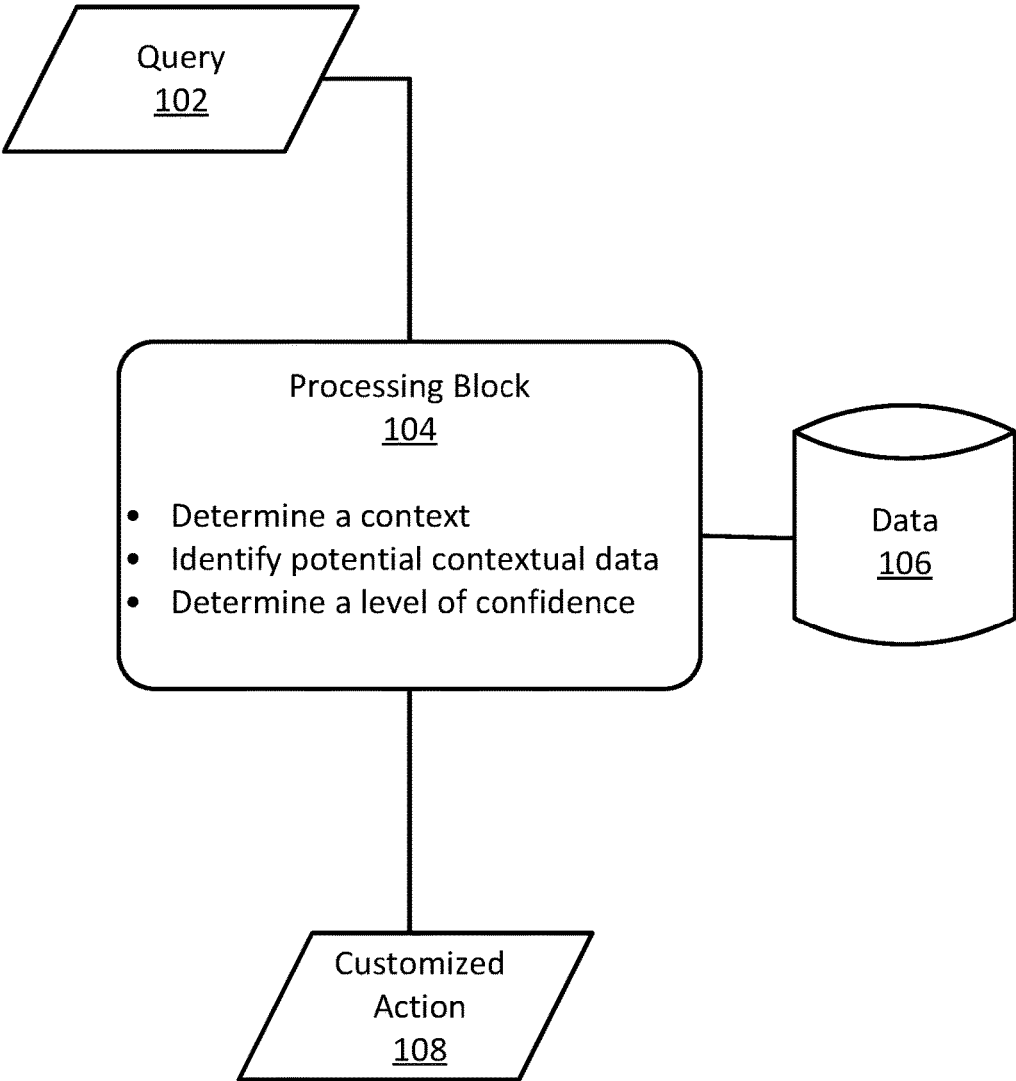 Query
102
Processing Block
104
• Determine a context
• Identify potential contextual data
• Determine a level of confidence
Data
106
Customized
Action
108